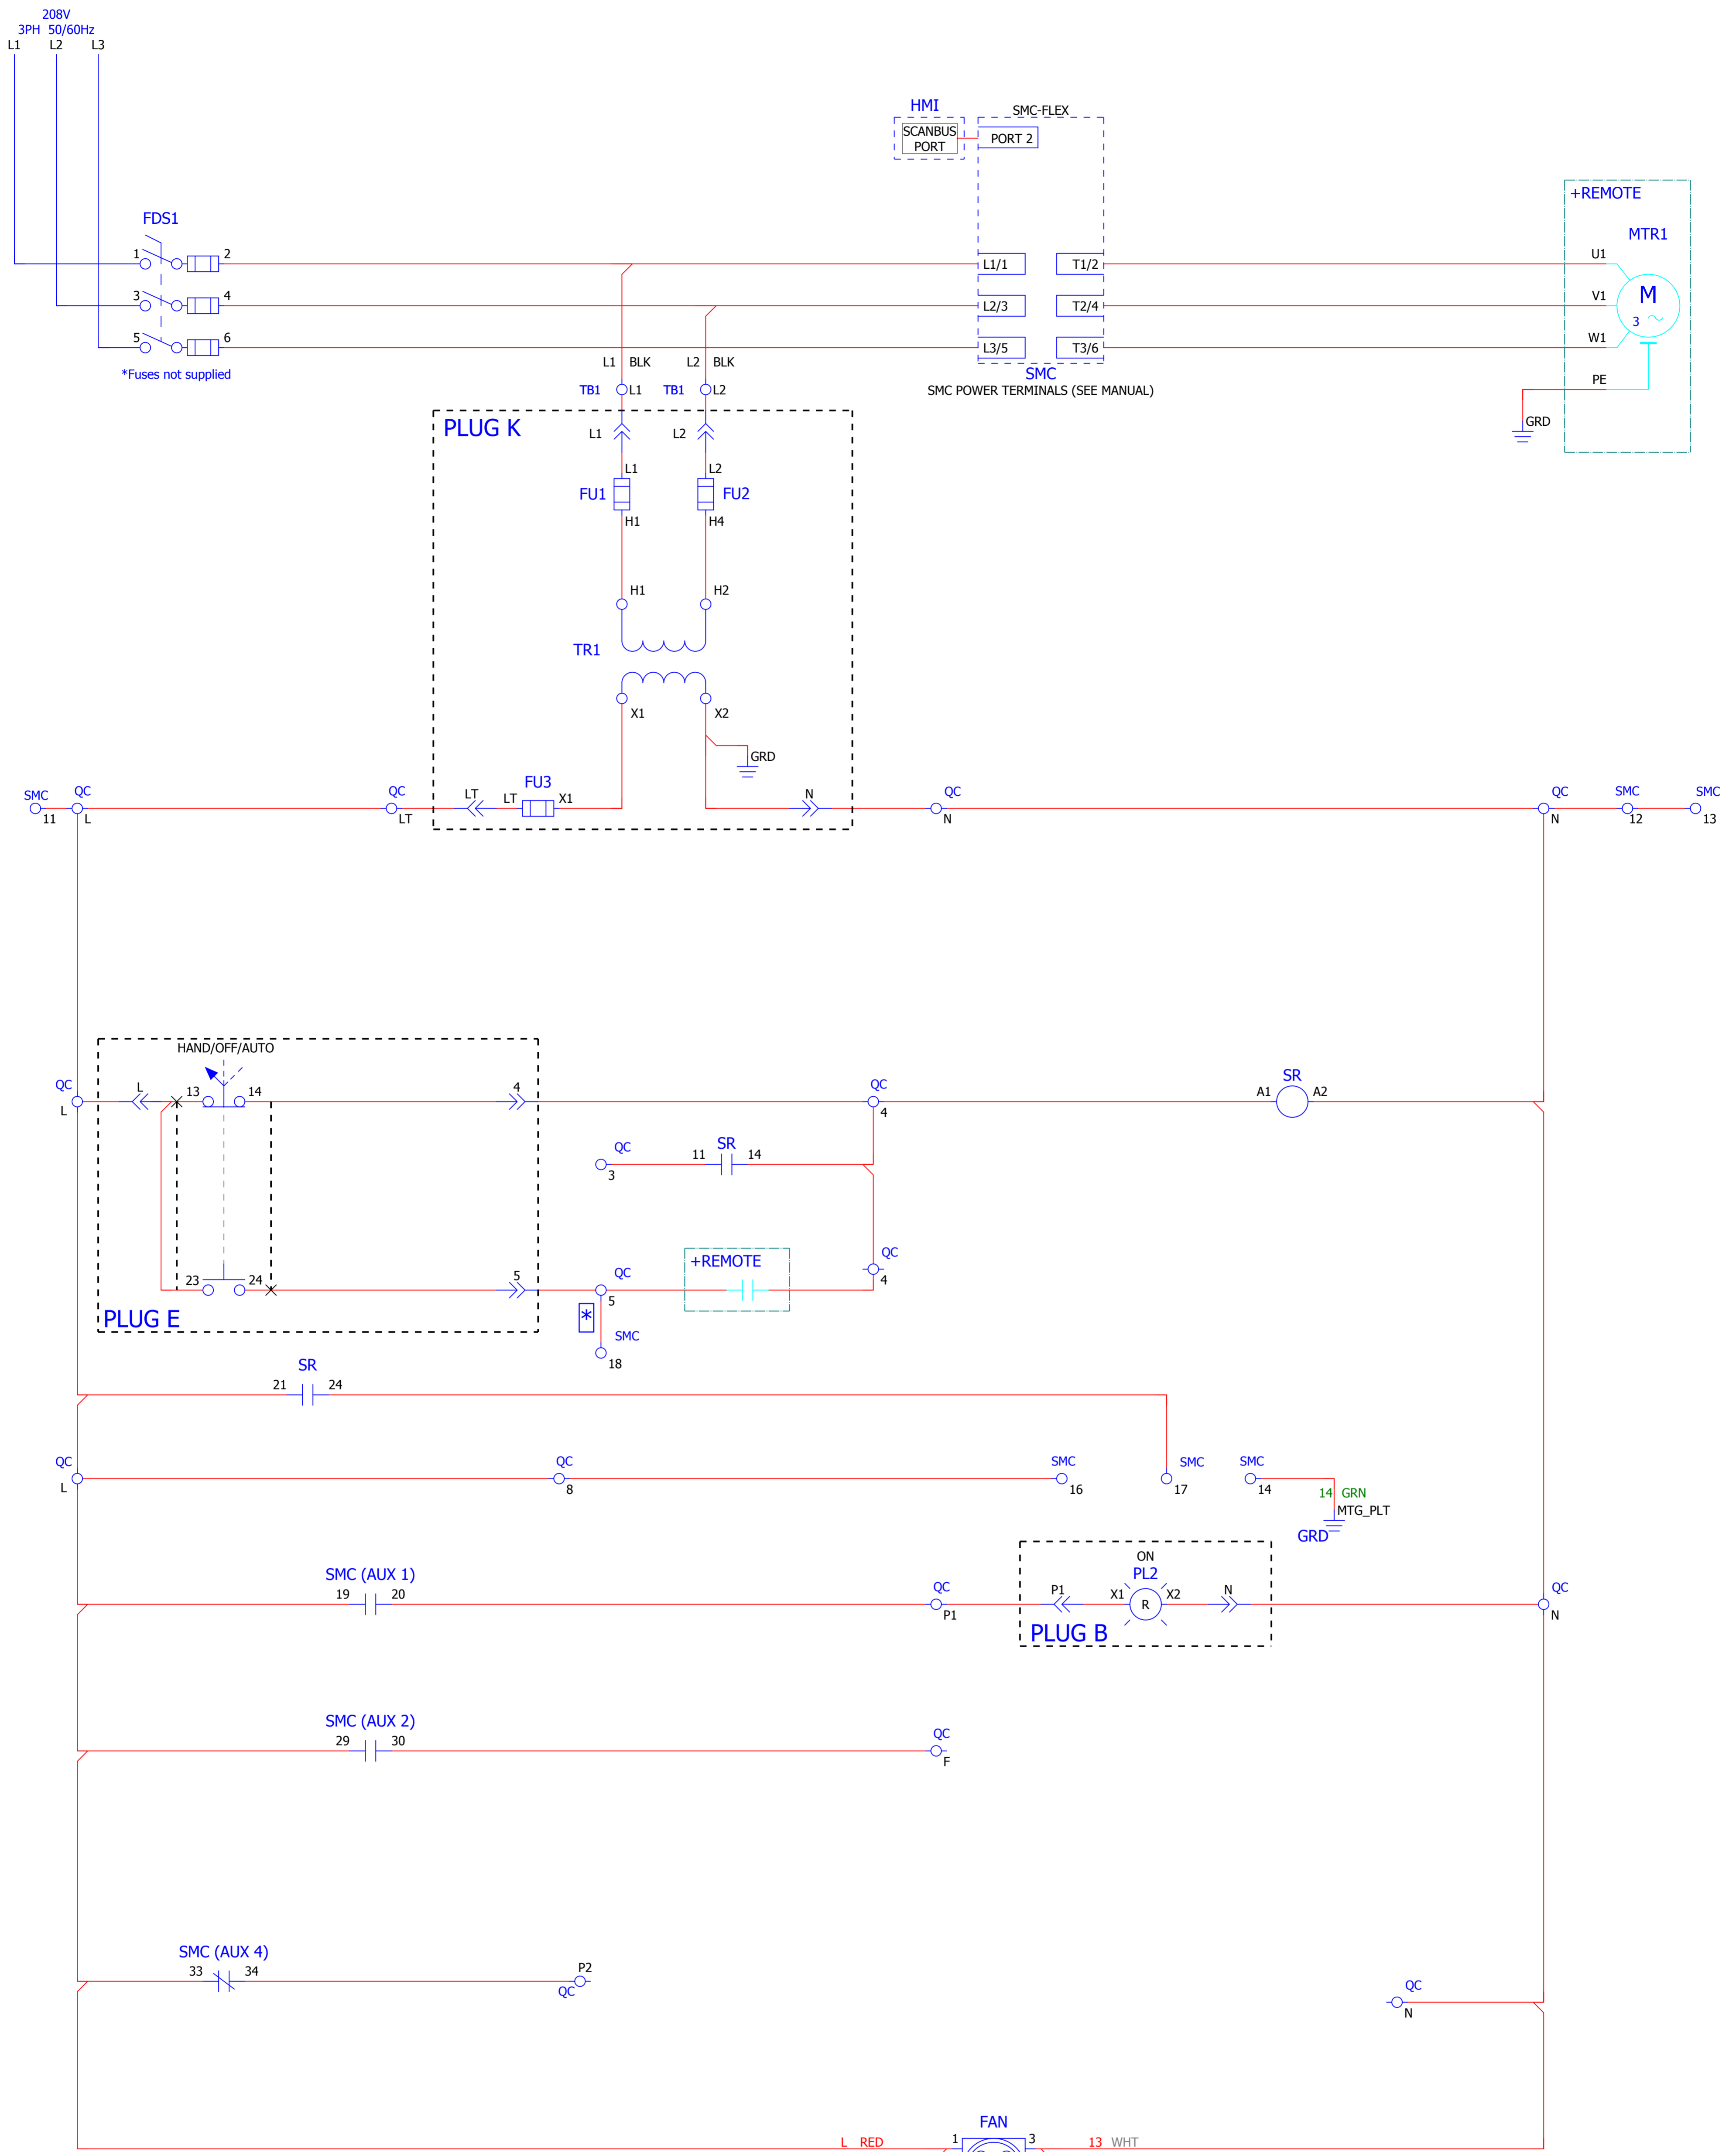 208V
3PH 50/60Hz
L1 L2 L3
HMI
SCANBUS
PORT
SMC-FLEX
PORT 2
+REMOTE
MTR1
FDS1
1 2
3 4
5 6
*Fuses not supplied
L1/1 T1/2
L2/3 T2/4
L3/5 T3/6
SMC
SMC POWER TERMINALS (SEE MANUAL)
U1
V1
W1
PE
M
3
GRD
L1 BLK L2 BLK
TB1 L1 TB1 L2
PLUG K
L1 L2
L1 L2
FU1 FU2
H1 H4
H1 H2
TR1
X1 X2
GRD
SMC QC QC
11 L LT
LT LT FU3 X1
N
QC
N
QC SMC SMC
N 12 13
HAND/OFF/AUTO
QC
L
L 13 14 4
QC
4
SR
A1 A2
QC
3
SR
11 14
QC
4
+REMOTE
23 24 5
QC
5
*
PLUG E
SMC
18
SR
21 24
QC QC SMC SMC SMC
L 8 16 17 14
14 GRN
MTG_PLT
GRD
SMC (AUX 1)
19 20
QC
P1
ON
PL2
P1 X1 R X2 N
PLUG B
QC
N
SMC (AUX 2)
29 30
QC
F
SMC (AUX 4)
33 34
P2
QC
QC
N
FAN
L RED 1 3 13 WHT